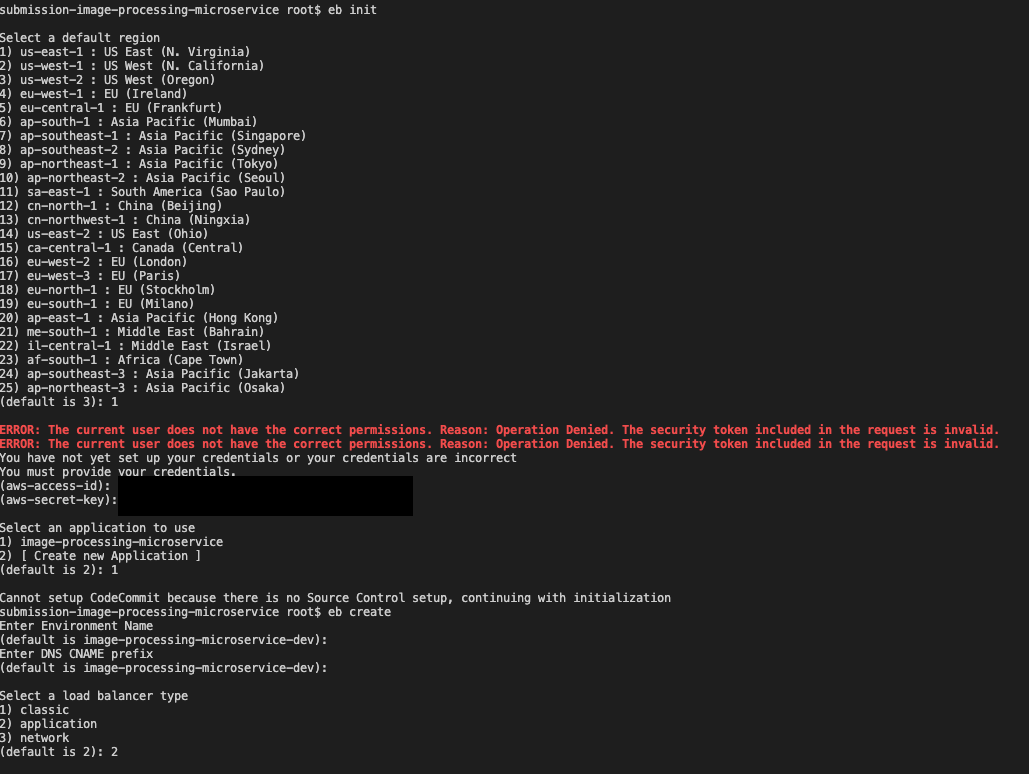 submission-image-processing-microservice root$ eb init
Select a default region
1) us-east-1 : US East (N. Virginia)
2) us-west-1 : US West (N. California)
3) us-west-2 : US West (Oregon)
4) eu-west-1 : EU (Ireland)
5) eu-central-1 : EU (Frankfurt)
6) ap-south-1 : Asia Pacific (Mumbai)
7) ap-southeast-1 : Asia Pacific (Singapore)
8) ap-southeast-2 : Asia Pacific (Sydney)
9) ap-northeast-1 : Asia Pacific (Tokyo)
10) ap-northeast-2 : Asia Pacific (Seoul)
11) sa-east-1 : South America (Sao Paulo)
12) cn-north-1 : China (Beijing)
13) cn-northwest-1 : China (Ningxia)
14) us-east-2 : US East (Ohio)
15) ca-central-1 : Canada (Central)
16) eu-west-2 : EU (London)
17) eu-west-3 : EU (Paris)
18) eu-north-1 : EU (Stockholm)
19) eu-south-1 : EU (Milano)
20) ap-east-1 : Asia Pacific (Hong Kong)
21) me-south-1 : Middle East (Bahrain)
22) il-central-1 : Middle East (Israel)
23) af-south-1 : Africa (Cape Town)
24) ap-southeast-3 : Asia Pacific (Jakarta)
25) ap-northeast-3 : Asia Pacific (Osaka)
(default is 3): 1
ERROR: The current user does not have the correct permissions. Reason: Operation Denied. The security token included in the request is invalid.
ERROR: The current user does not have the correct permissions. Reason: Operation Denied. The security token included in the request is invalid.
You have not yet set up your credentials or your credentials are incorrect
You must provide your credentials.
(aws-access-id):
(aws-secret-key):
Select an application to use
1) image-processing-microservice
2) [ Create new Application ]
(default is 2): 1
Cannot setup CodeCommit because there is no Source Control setup, continuing with initialization
submission-image-processing-microservice root$ eb create
Enter Environment Name
(default is image-processing-microservice-dev):
Enter DNS CNAME prefix
(default is image-processing-microservice-dev):
Select a load balancer type
1) classic
2) application
3) network
(default is 2): 2